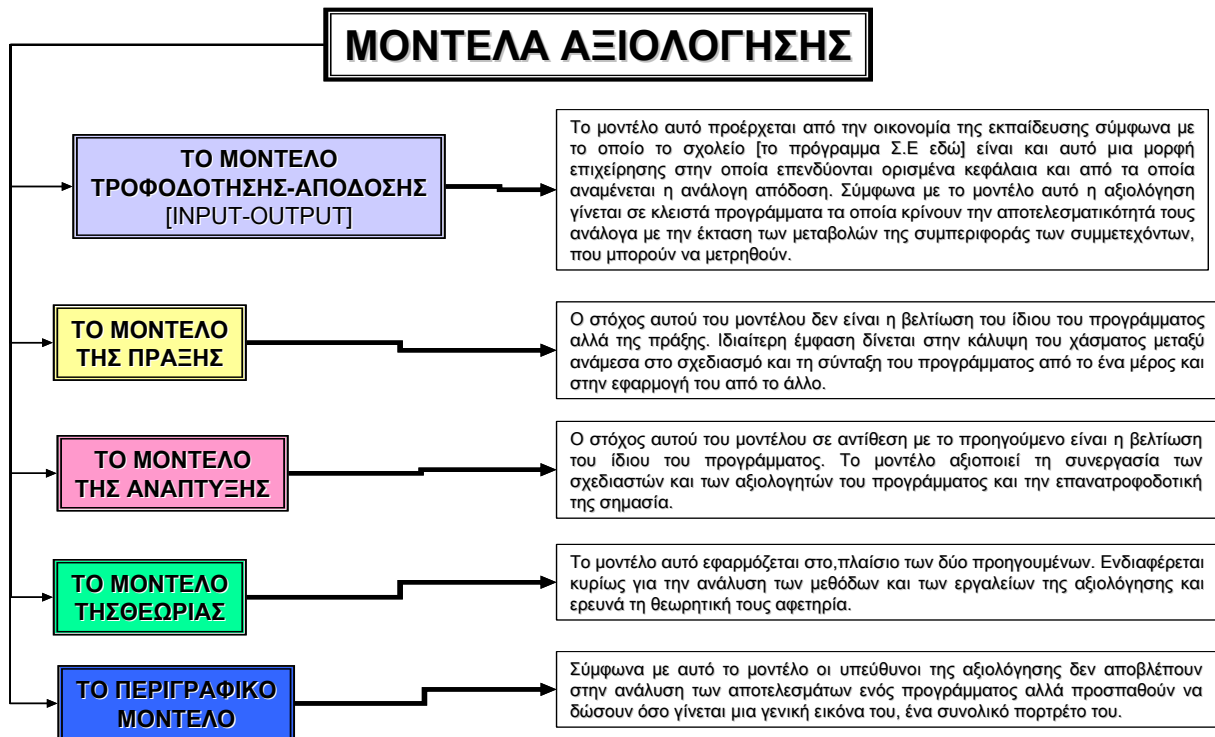 ΜΟΝΤΕΛΑ ΑΞΙΟΛΟΓΗΣΗΣ
ΤΟ ΜΟΝΤΕΛΟ
ΤΡΟΦΟΔΟΤΗΣΗΣ-ΑΠΟΔΟΣΗΣ
[INPUT-OUTPUT]
Το μοντέλο αυτό προέρχεται από την οικονομία της εκπαίδευσης σύμφωνα με
το οποίο το σχολείο [το πρόγραμμα Σ.Ε εδώ] είναι και αυτό μια μορφή
επιχείρησης στην οποία επενδύονται ορισμένα κεφάλαια και από τα οποία
αναμένεται η ανάλογη απόδοση. Σύμφωνα με το μοντέλο αυτό η αξιολόγηση
γίνεται σε κλειστά προγράμματα τα οποία κρίνουν την αποτελεσματικότητά τους
ανάλογα με την έκταση των μεταβολών της συμπεριφοράς των συμμετεχόντων,
που μπορούν να μετρηθούν.
ΤΟ ΜΟΝΤΕΛΟ
ΤΗΣ ΠΡΑΞΗΣ
Ο στόχος αυτού του μοντέλου δεν είναι η βελτίωση του ίδιου του προγράμματος
αλλά της πράξης. Ιδιαίτερη έμφαση δίνεται στην κάλυψη του χάσματος μεταξύ
ανάμεσα στο σχεδιασμό και τη σύνταξη του προγράμματος από το ένα μέρος και
στην εφαρμογή του από το άλλο.
ΤΟ ΜΟΝΤΕΛΟ
ΤΗΣ ΑΝΑΠΤΥΞΗΣ
Ο στόχος αυτού του μοντέλου σε αντίθεση με το προηγούμενο είναι η βελτίωση
του ίδιου του προγράμματος. Το μοντέλο αξιοποιεί τη συνεργασία των
σχεδιαστών και των αξιολογητών του προγράμματος και την επανατροφοδοτική
της σημασία.
ΤΟ ΜΟΝΤΕΛΟ
ΤΗΣΘΕΩΡΙΑΣ
Το μοντέλο αυτό εφαρμόζεται στο,πλαίσιο των δύο προηγουμένων. Ενδιαφέρεται
κυρίως για την ανάλυση των μεθόδων και των εργαλείων της αξιολόγησης και
ερευνά τη θεωρητική τους αφετηρία.
ΤΟ ΠΕΡΙΓΡΑΦΙΚΟ
ΜΟΝΤΕΛΟ
Σύμφωνα με αυτό το μοντέλο οι υπεύθυνοι της αξιολόγησης δεν αποβλέπουν
στην ανάλυση των αποτελεσμάτων ενός προγράμματος αλλά προσπαθούν να
δώσουν όσο γίνεται μια γενική εικόνα του, ένα συνολικό πορτρέτο του.